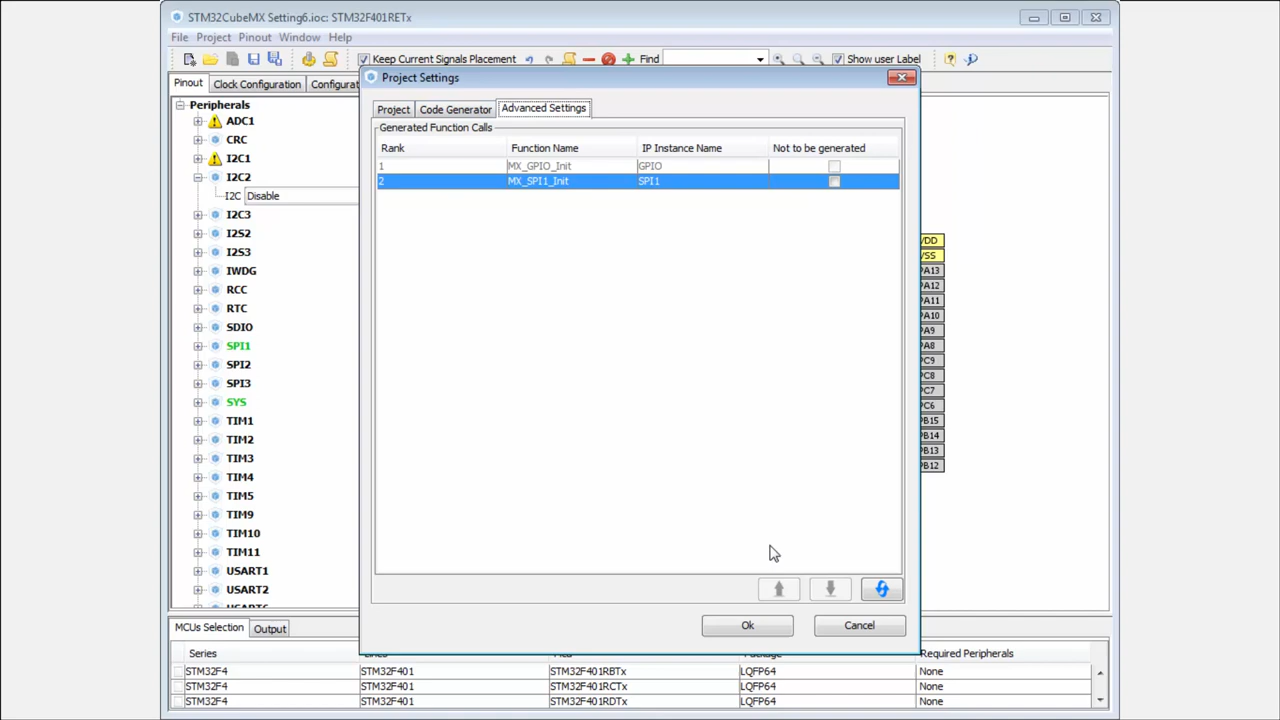 STM32CubeMX Setting6.ioc: STM32F401RETx
File Project Pinout Window Help
Keep Current Signals Placement Find Show user Label
Pinout Clock Configuration Configurat
Project Settings
Project Code Generator Advanced Settings
Generated Function Calls
Rank Function Name IP Instance Name Not to be generated
1 MX_GPIO_Init GPIO
2 MX_SPI1_Init SPI1
Ok Cancel
Peripherals
ADC1
CRC
I2C1
I2C2
I2C Disable
I2C3
I2S2
I2S3
IWDG
RCC
RTC
SDIO
SPI1
SPI2
SPI3
SYS
TIM1
TIM2
TIM3
TIM4
TIM5
TIM9
TIM10
TIM11
USART1
USART2
VDD
VSS
PA13
PA12
PA11
PA10
PA9
PA8
PC9
PC8
PC7
PC6
PB15
PB14
PB13
PB12
MCUs Selection Output
Series Required Peripherals
STM32F4 STM32F401 STM32F401RBTx LQFP64 None
STM32F4 STM32F401 STM32F401RCTx LQFP64 None
STM32F4 STM32F401 STM32F401RDTx LQFP64 None